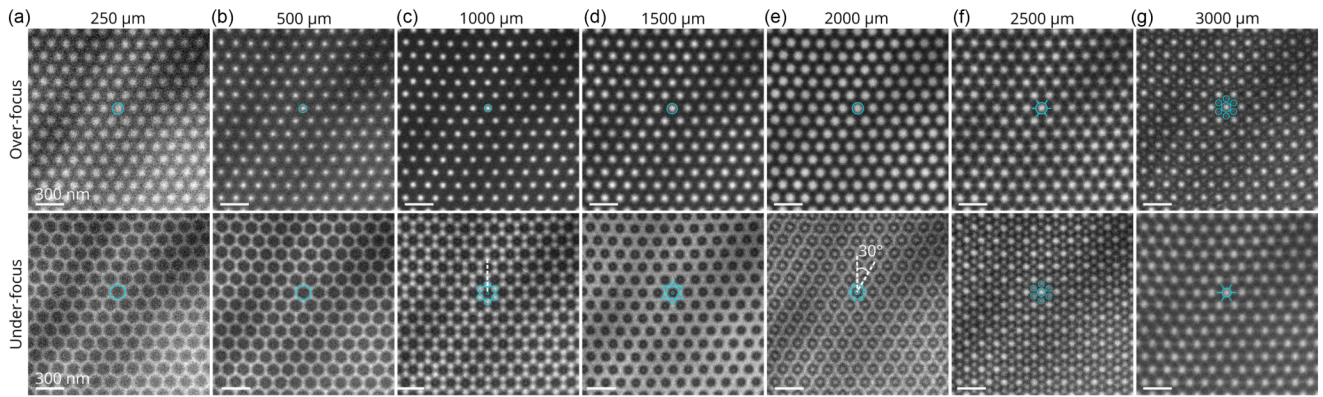 (a) 250 μm (b) 500 μm (c) 1000 μm (d) 1500 μm (e) 2000 μm (f) 2500 μm (g) 3000 μm
Over-focus
300 nm
Under-focus
30°
300 nm